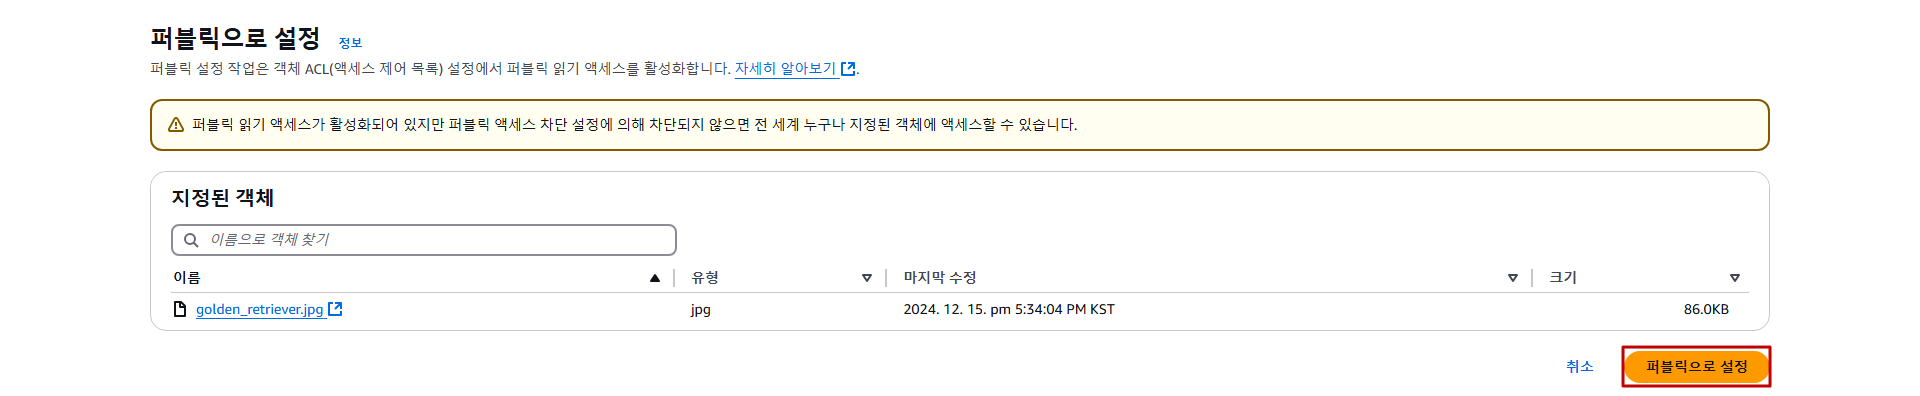 퍼블릭으로 설정 정보
퍼블릭 설정 작업은 객체 ACL(액세스 제어 목록) 설정에서 퍼블릭 읽기 액세스를 활성화합니다. 자세히 알아보기.
퍼블릭 읽기 액세스가 활성화되어 있지만 퍼블릭 액세스 차단 설정에 의해 차단되지 않으면 전 세계 누구나 지정된 객체에 액세스할 수 있습니다.
지정된 객체
이름으로 객체 찾기
이름 유형 마지막 수정 크기
golden_retriever.jpg jpg 2024. 12. 15. pm 5:34:04 PM KST 86.0KB
취소 퍼블릭으로 설정